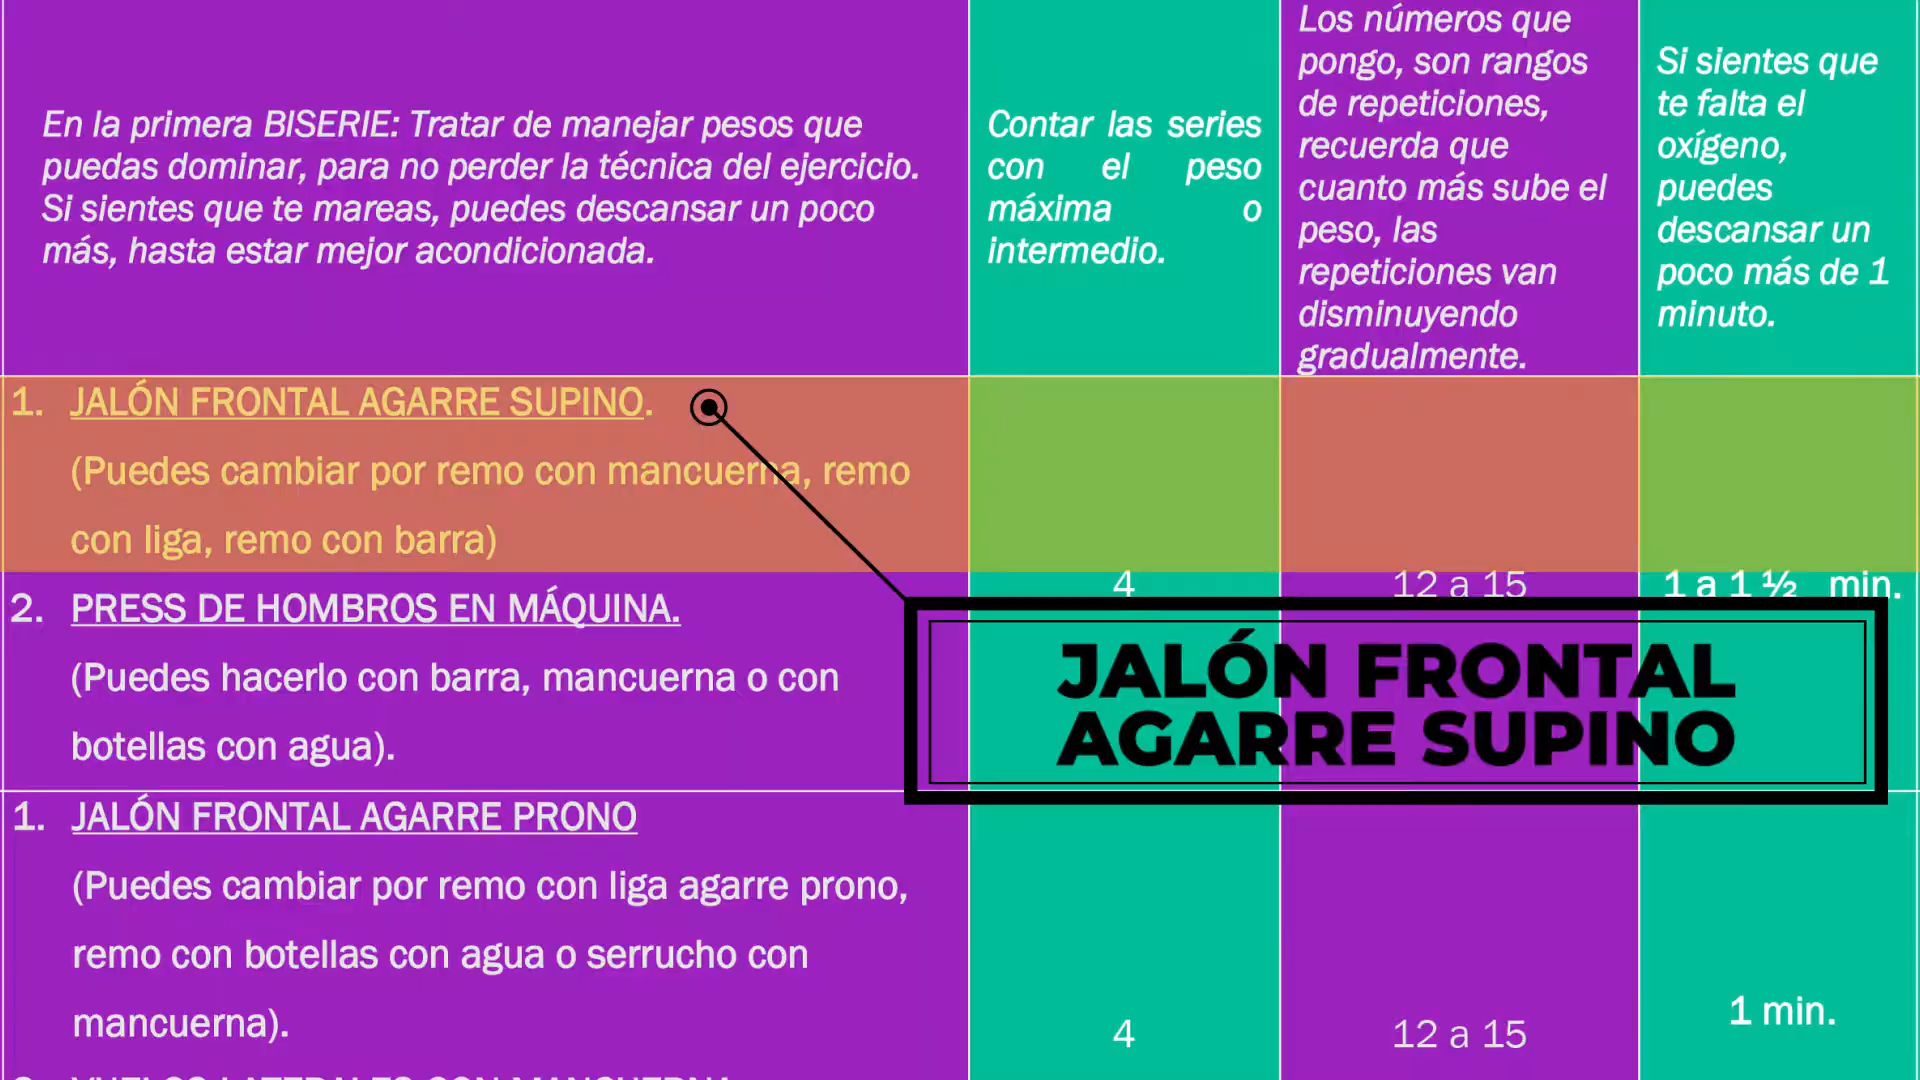 En la primera BISERIE: Tratar de manejar pesos que
puedas dominar, para no perder la técnica del ejercicio.
Si sientes que te mareas, puedes descansar un poco
más, hasta estar mejor acondicionada.
Contar las series
con el peso
máxima o
intermedio.
Los números que
pongo, son rangos
de repeticiones,
recuerda que
cuanto más sube el
peso, las
repeticiones van
disminuyendo
gradualmente.
Si sientes que
te falta el
oxígeno,
puedes
descansar un
poco más de 1
minuto.
1. JALÓN FRONTAL AGARRE SUPINO.
(Puedes cambiar por remo con mancuerna, remo
con liga, remo con barra)
2. PRESS DE HOMBROS EN MÁQUINA.
(Puedes hacerlo con barra, mancuerna o con
botellas con agua).
4
12 a 15
1 a 1 ½ min.
JALÓN FRONTAL
AGARRE SUPINO
1. JALÓN FRONTAL AGARRE PRONO
(Puedes cambiar por remo con liga agarre prono,
remo con botellas con agua o serrucho con
mancuerna).
4
12 a 15
1 min.